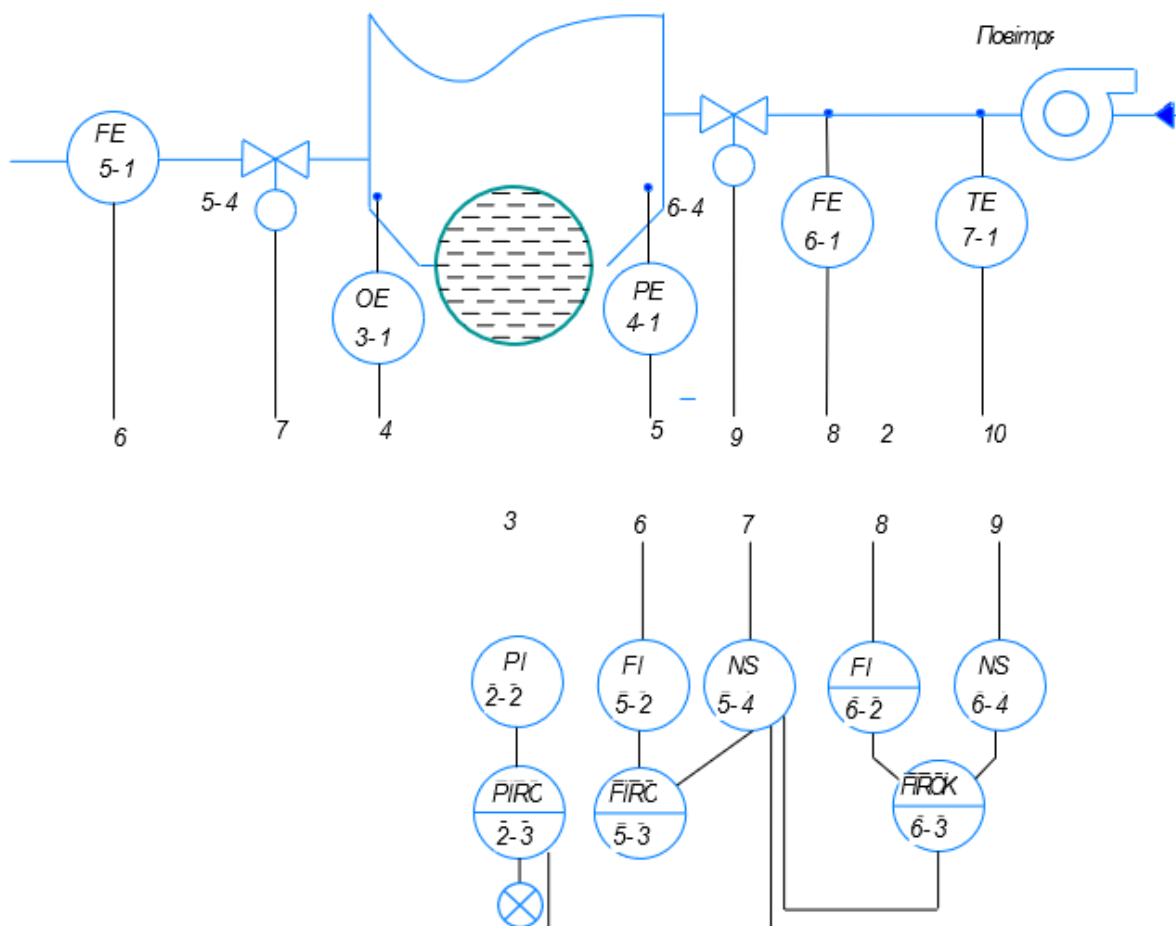 Повітря
FE
5-1
5-4
6-4
FE
6-1
TE
7-1
OE
3-1
PE
4-1
6
7
4
5
9
8
2
10
3
6
7
8
9
PI
2-2
FI
5-2
NS
5-4
FI
6-2
NS
6-4
PIRC
2-3
FIRC
5-3
FIRCK
6-3